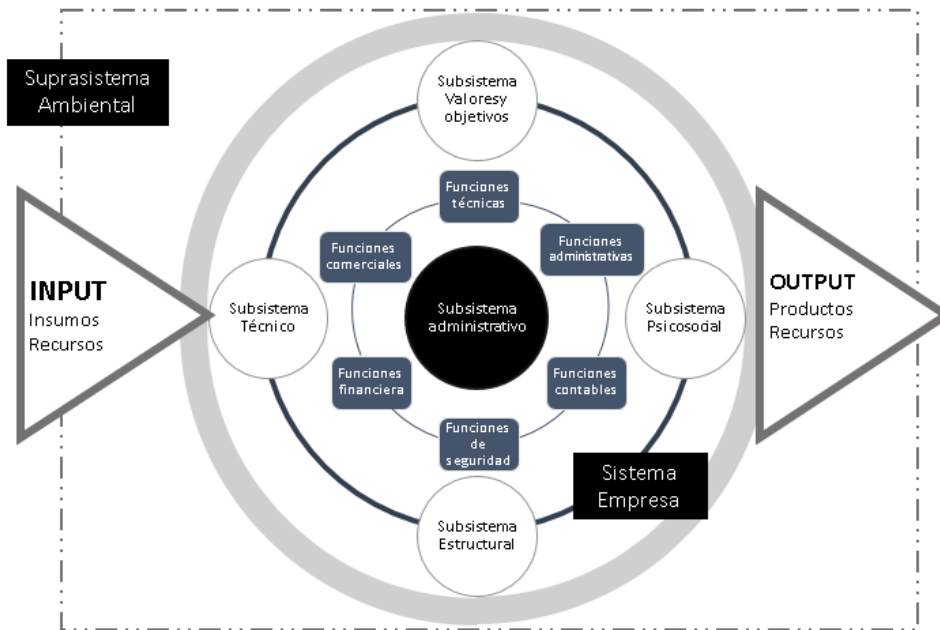 Suprasistema
Ambiental
Subsistema
Valoresy
objetivos
Funciones
técnicas
Funciones
comerciales
Funciones
administrativas
INPUT
Insumos
Recursos
Subsistema
Técnico
Subsistema
administrativo
Subsistema
Psicosocial
OUTPUT
Productos
Recursos
Funciones
financiera
Funciones
contables
Funciones
de
seguridad
Sistema
Empresa
Subsistema
Estructural